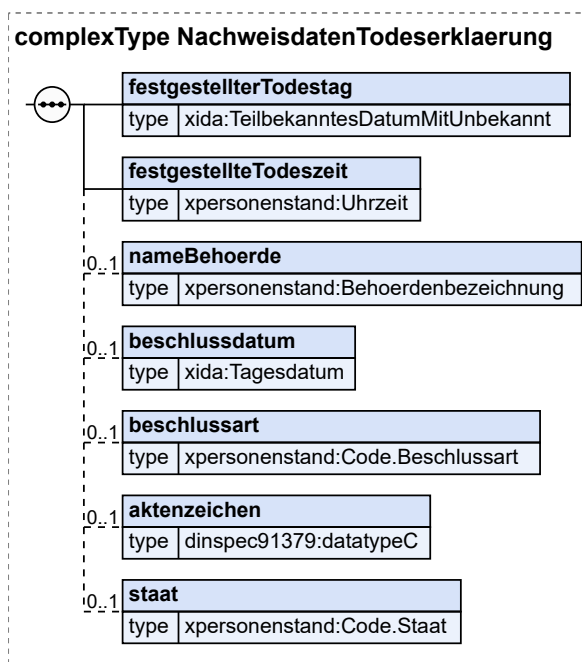 complexType NachweisdatenTodeserklaerung
festgestellterTodestag
type xida:TeilbekanntesDatumMitUnbekannt
festgestellteTodeszeit
type xpersonenstand:Uhrzeit
0..1 nameBehoerde
type xpersonenstand:Behoerdenbezeichnung
0..1 beschlussdatum
type xida:Tagesdatum
0..1 beschlussart
type xpersonenstand:Code.Beschlussart
0..1 aktenzeichen
type dinspec91379:datatypeC
0..1 staat
type xpersonenstand:Code.Staat